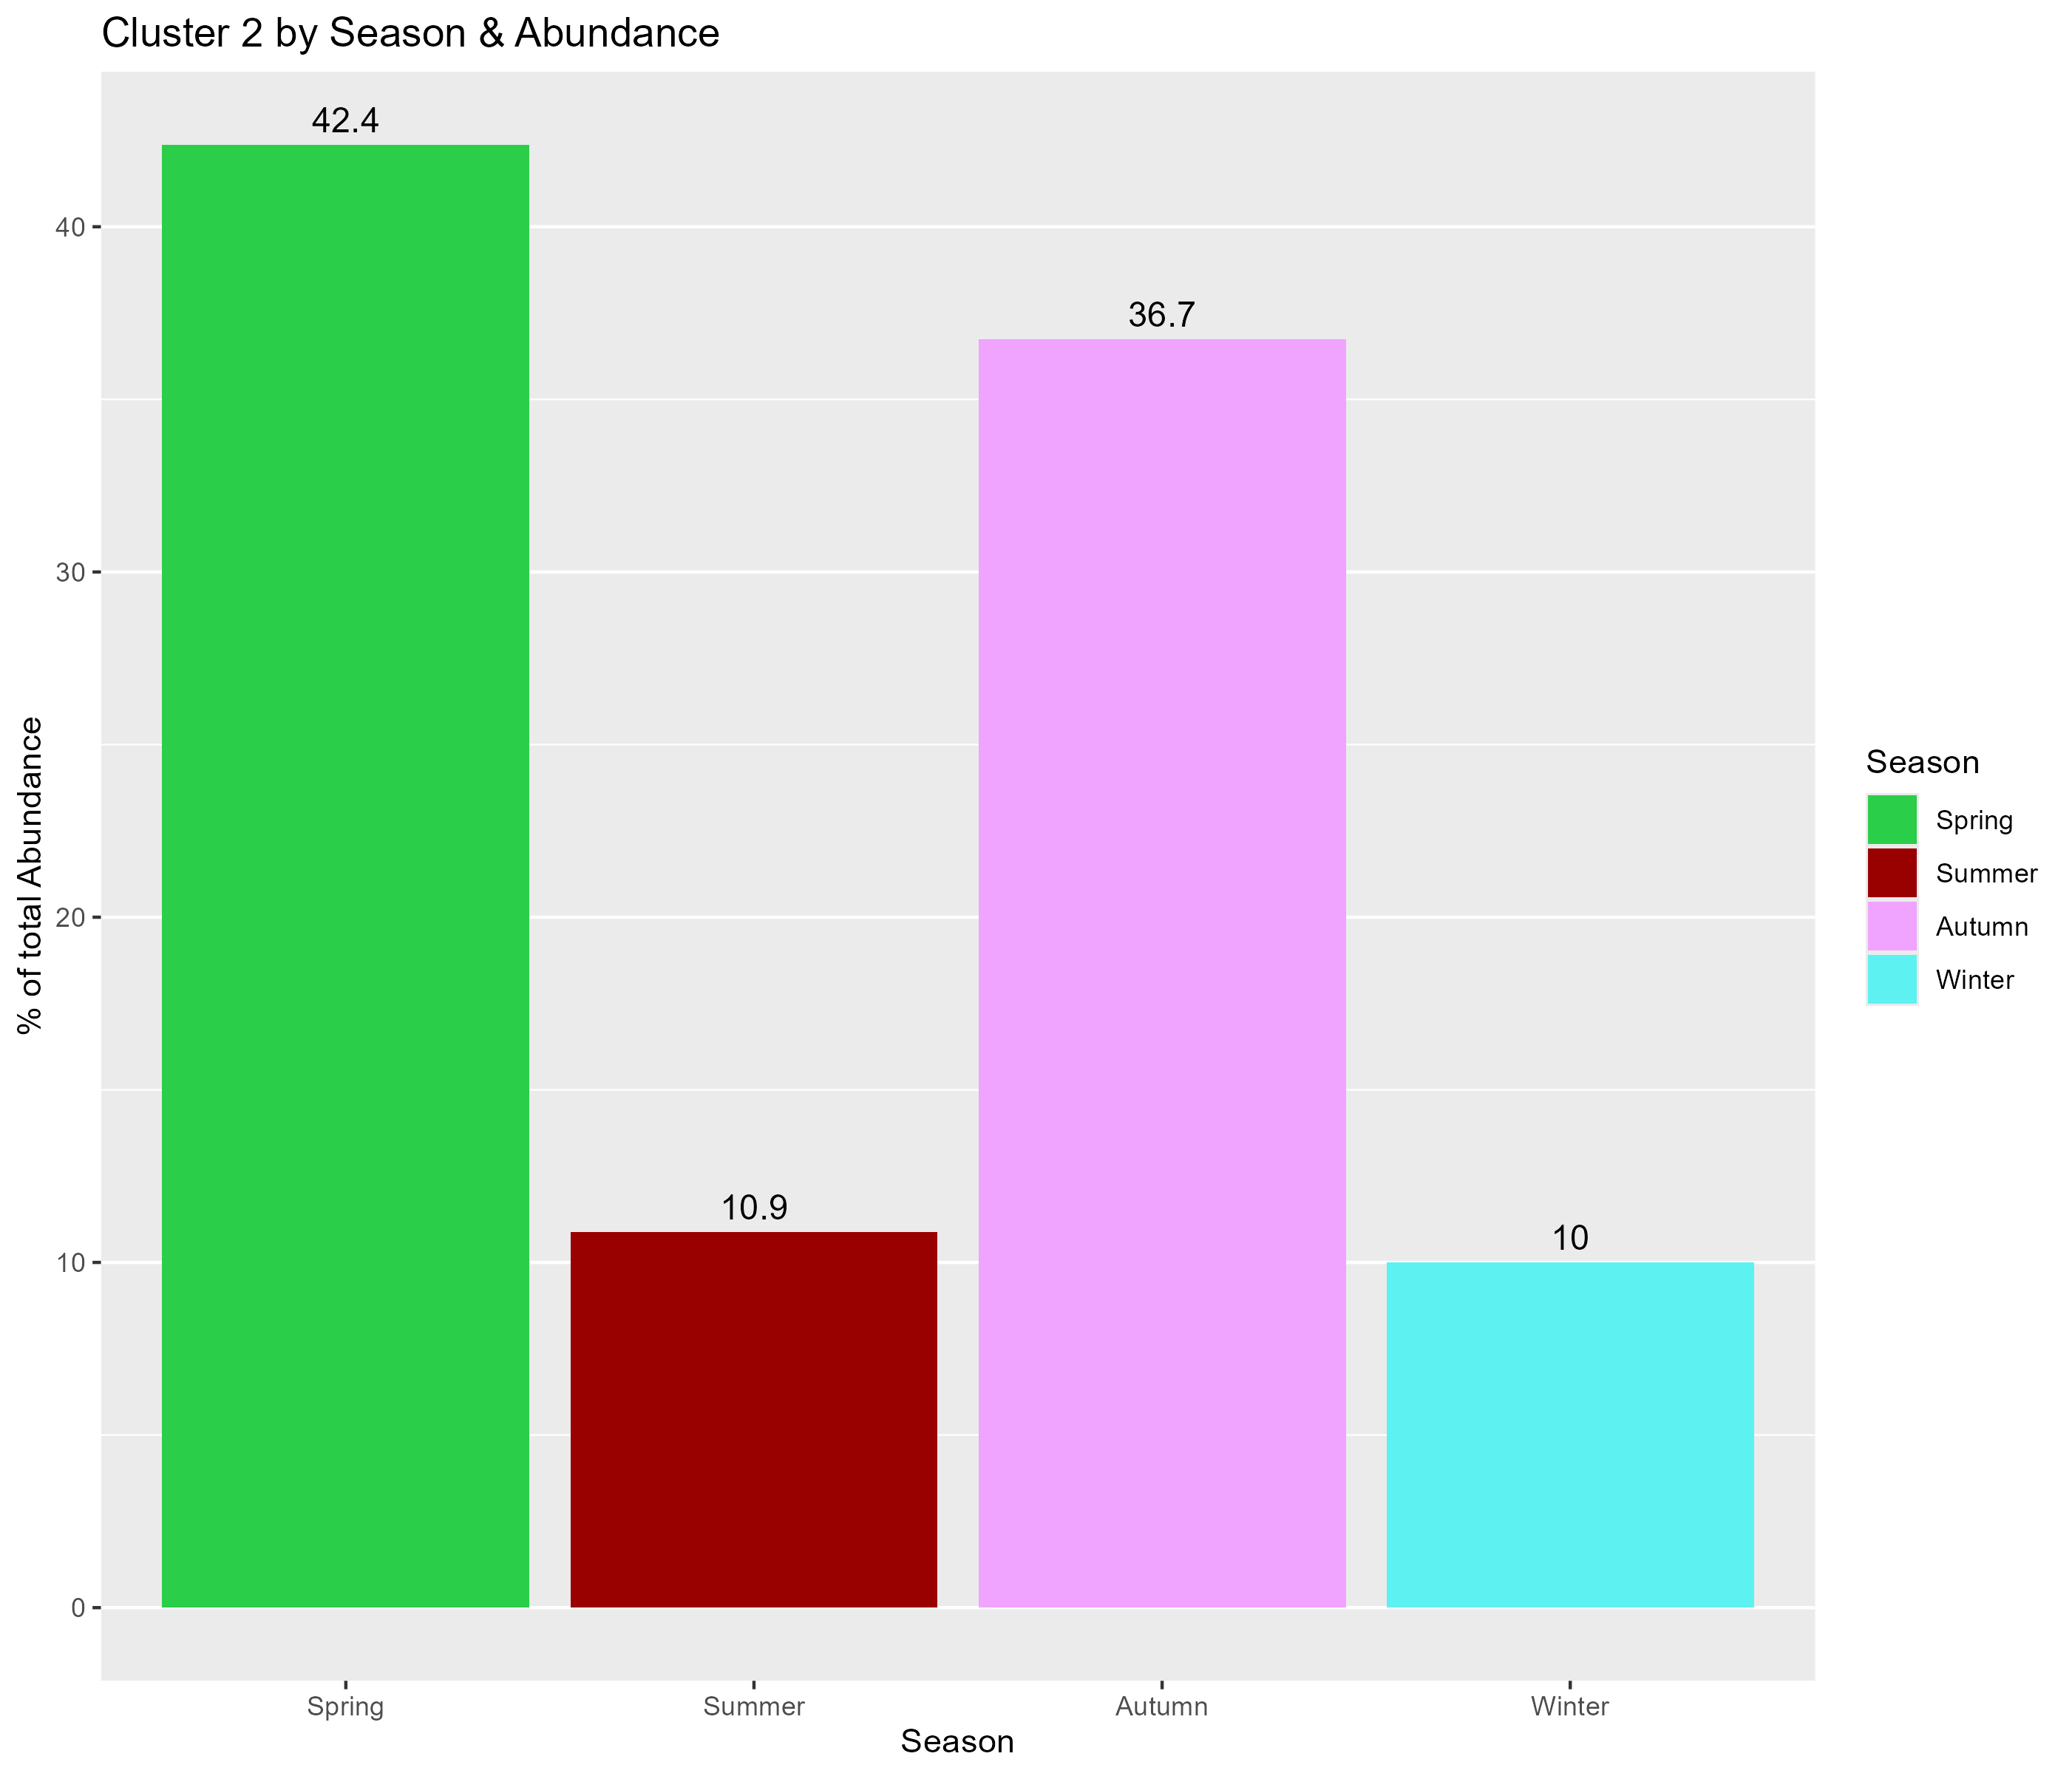 Cluster 2 by Season & Abundance
42.4
36.7
10.9
10
40
30
20
10
0
% of total Abundance
Spring
Summer
Autumn
Winter
Season
Season
Spring
Summer
Autumn
Winter